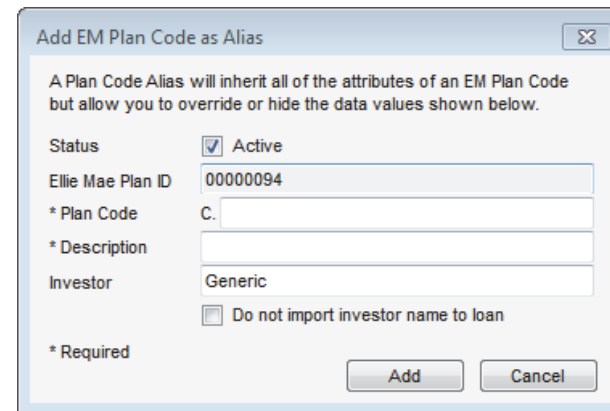 Add EM Plan Code as Alias
A Plan Code Alias will inherit all of the attributes of an EM Plan Code
but allow you to override or hide the data values shown below.
Status Active
Ellie Mae Plan ID 00000094
* Plan Code C.
* Description
Investor Generic
Do not import investor name to loan
* Required
Add Cancel